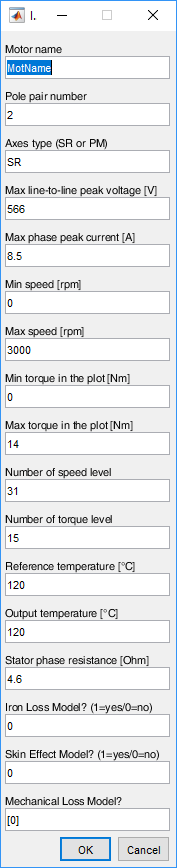 I.
Motor name
MotName
Pole pair number
2
Axes type (SR or PM)
SR
Max line-to-line peak voltage [V]
566
Max phase peak current [A]
8.5
Min speed [rpm]
0
Max speed [rpm]
3000
Min torque in the plot [Nm]
0
Max torque in the plot [Nm]
14
Number of speed level
31
Number of torque level
15
Reference temperature [°C]
120
Output temperature [°C]
120
Stator phase resistance [Ohm]
4.6
Iron Loss Model? (1=yes/0=no)
0
Skin Effect Model? (1=yes/0=no)
0
Mechanical Loss Model?
[0]
OK Cancel